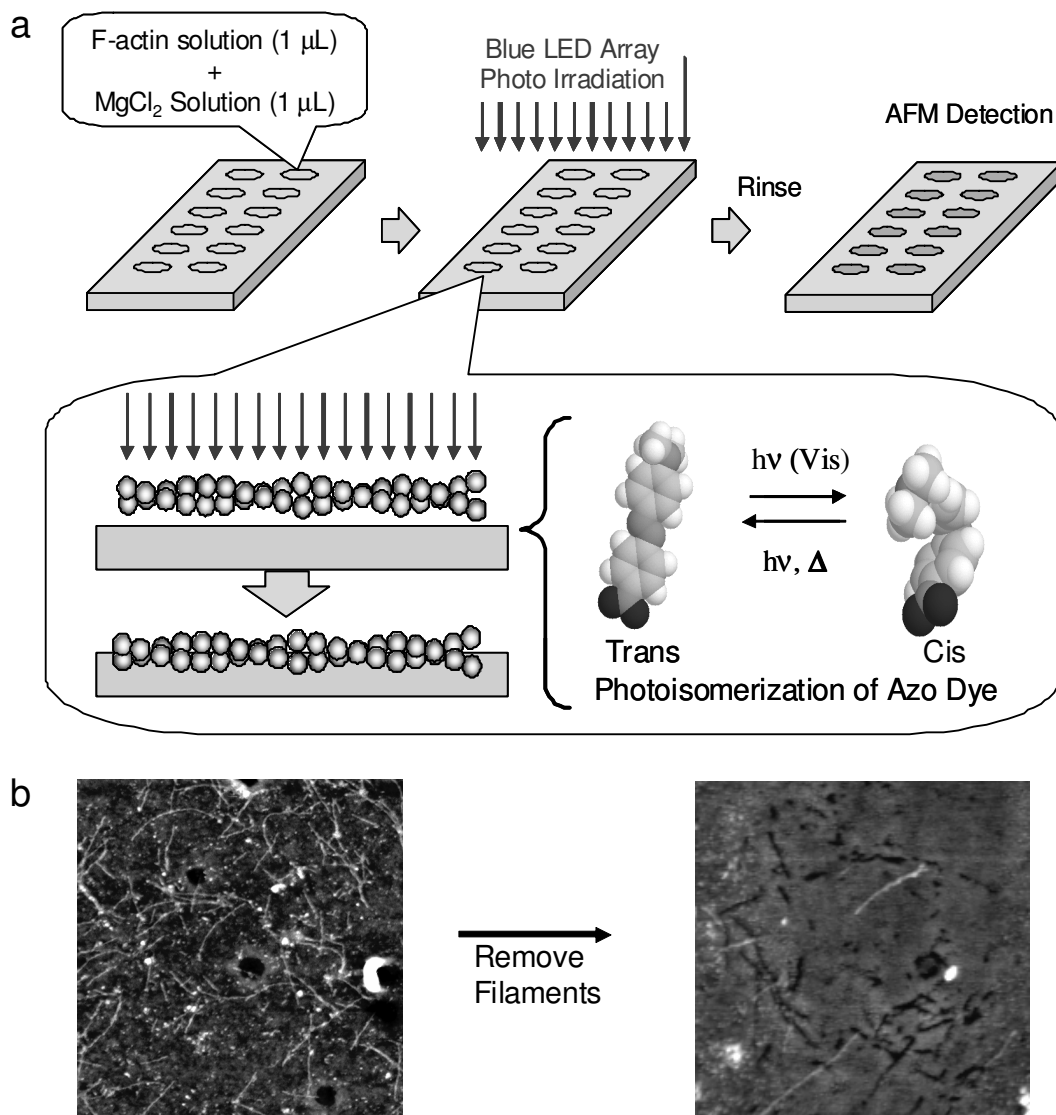 a
F-actin solution (1 μL)
+
MgCl2 Solution (1 μL)
Blue LED Array
Photo Irradiation
Rinse
AFM Detection
hν (Vis)
hν, Δ
Trans
Cis
Photoisomerization of Azo Dye
b
Remove
Filaments